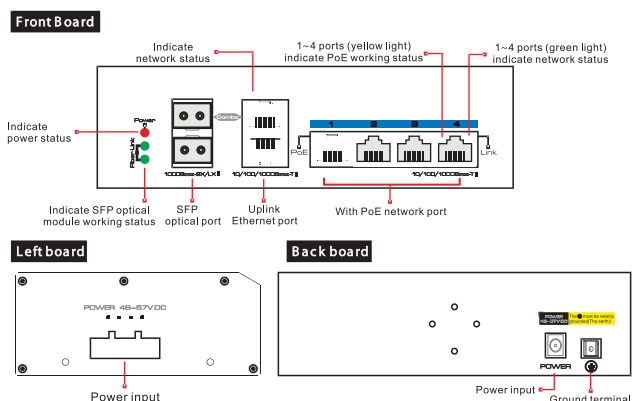 Front Board
Indicate
network status
1~4 ports (yellow light)
indicate PoE working status
1~4 ports (green light)
indicate network status
Indicate
power status
Power
Fiber-Link
Combo
1 2 3 4
PoE
Link
1000Base-SX/LX
10/100/1000Base-T
10/100/1000Base-T
Indicate SFP optical
module working status
SFP
optical port
Uplink
Ethernet port
With PoE network port
Left board
POWER 48~57V DC
Power input
Back board
POWER
48~57V DC
The must be reliably
grounded(The earth)!
POWER
Power input
Ground terminal